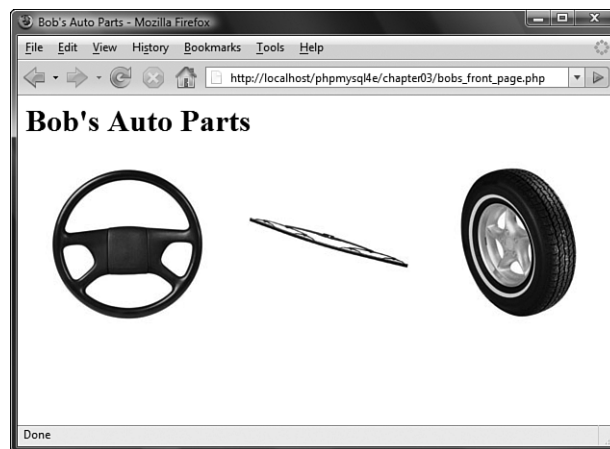 Bob's Auto Parts - Mozilla Firefox
File Edit View History Bookmarks Tools Help
http://localhost/phpmysql4e/chapter03/bobs_front_page.php
Bob's Auto Parts
Done